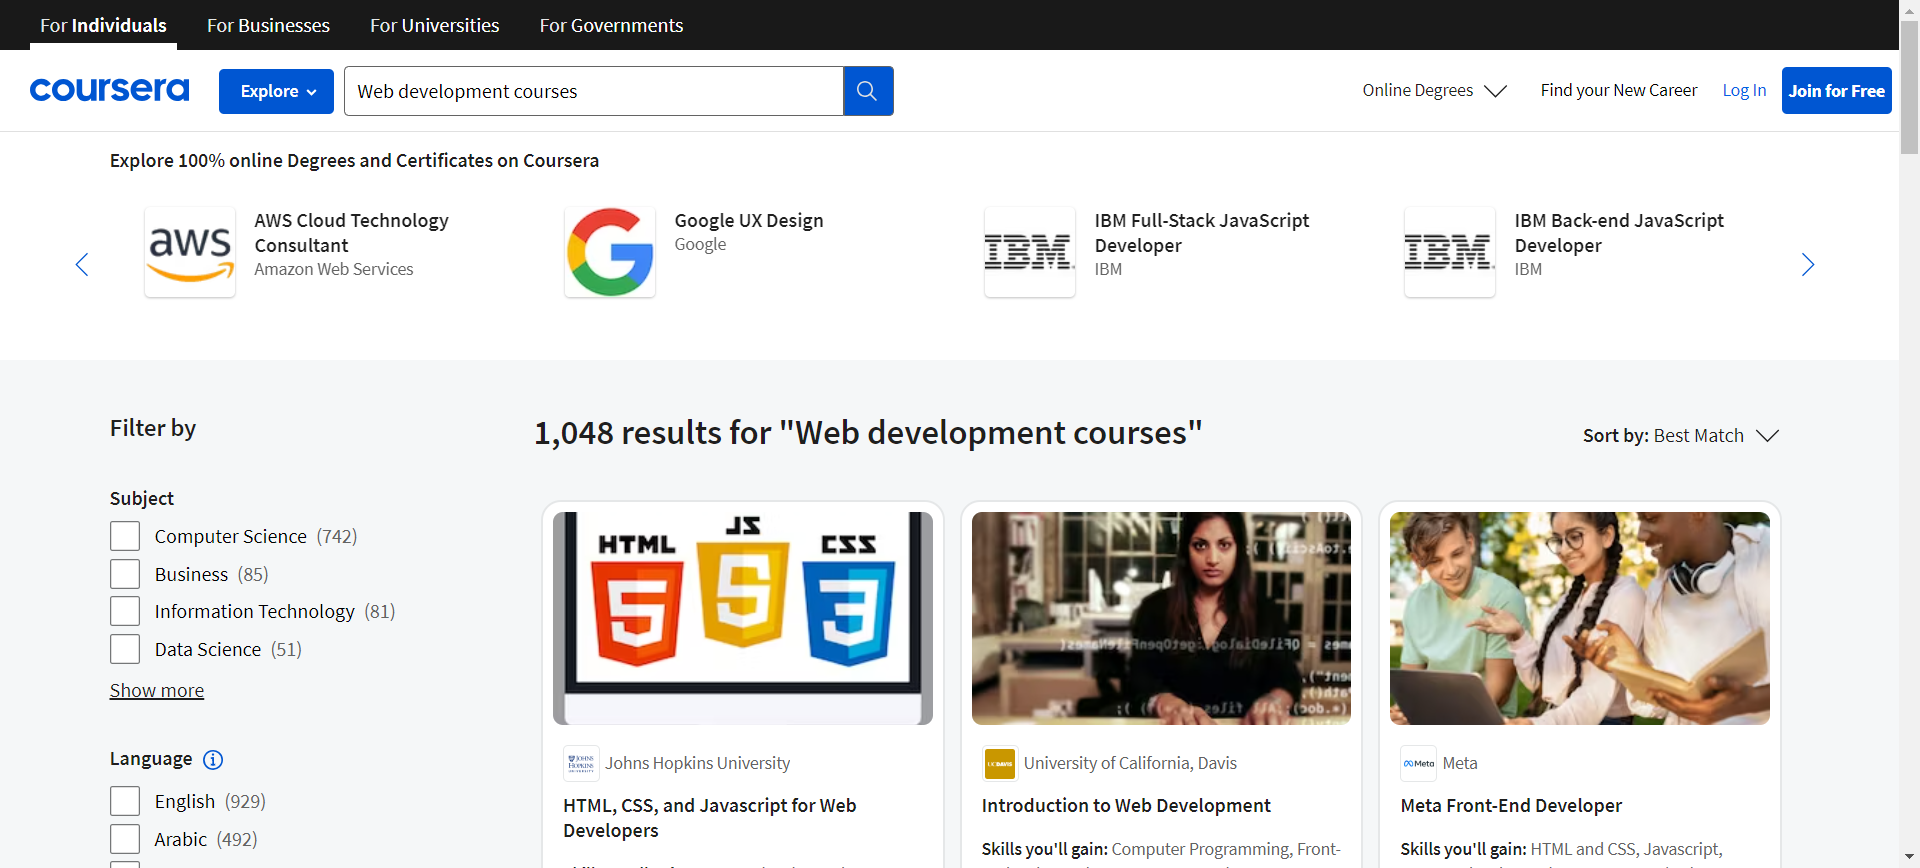 For Individuals
For Businesses
For Universities
For Governments
coursera
Explore
Web development courses
Online Degrees
Find your New Career
Log In
Join for Free
Explore 100% online Degrees and Certificates on Coursera
aws
AWS Cloud Technology
Consultant
Amazon Web Services
Google UX Design
Google
IBM
IBM Full-Stack JavaScript
Developer
IBM
IBM
IBM Back-end JavaScript
Developer
IBM
Filter by
1,048 results for "Web development courses"
Sort by: Best Match
Subject
Computer Science (742)
Business (85)
Information Technology (81)
Data Science (51)
Show more
Language
English (929)
Arabic (492)
HTML
JS
CSS
5
3
JOHNS
HOPKINS
Johns Hopkins University
HTML, CSS, and Javascript for Web
Developers
UC DAVIS
University of California, Davis
Introduction to Web Development
Skills you'll gain: Computer Programming, Front-
Meta
Meta
Meta Front-End Developer
Skills you'll gain: HTML and CSS, Javascript,